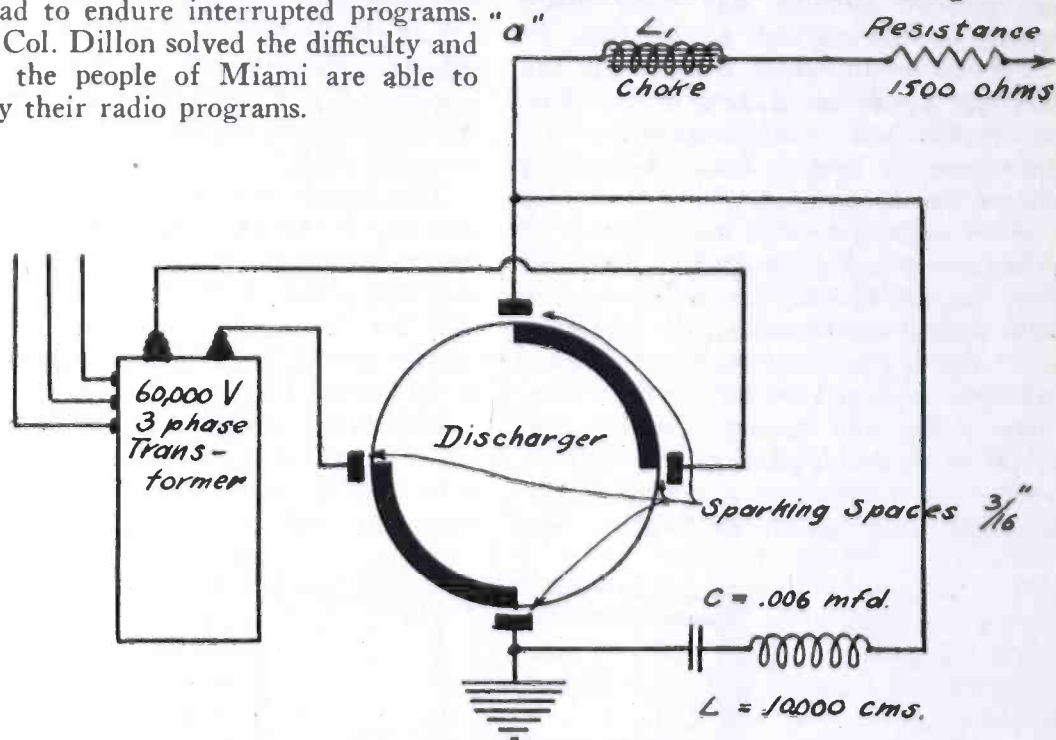 ad to endure interrupted programs.
Col. Dillon solved the difficulty and
the people of Miami are able to
y their radio programs.
"a"
L₁
Choke
Resistance
1500 ohms
60,000 V
3 phase
Trans-
former
Discharger
Sparking Spaces 3/16"
C = .006 mfd.
L = 10000 cms.